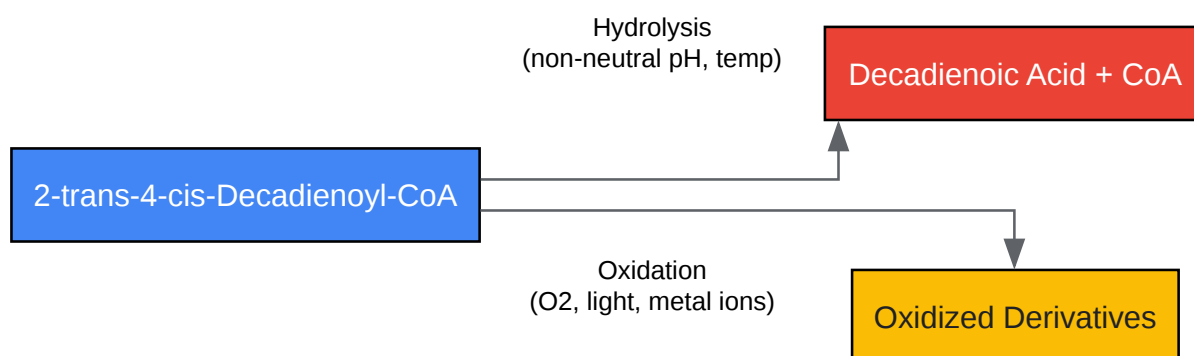 Hydrolysis
(non-neutral pH, temp)
Decadienoic Acid + CoA
2-trans-4-cis-Decadienoyl-CoA
Oxidation
(O2, light, metal ions)
Oxidized Derivatives